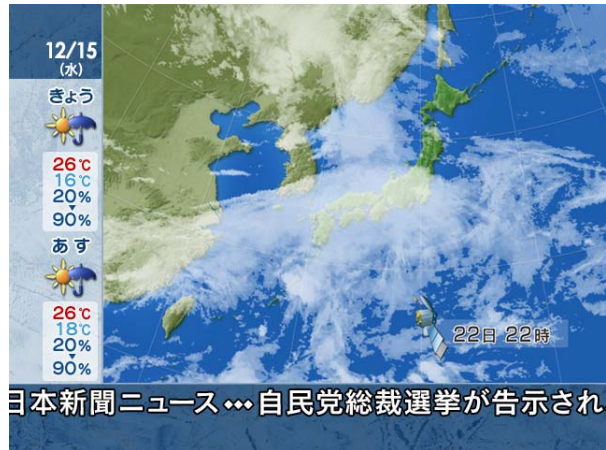 12/15
(水)
きょう
26℃
16℃
20%
90%
あす
26℃
18℃
20%
90%
22日 22時
日本新聞ニュース…自民党総裁選挙が告示され